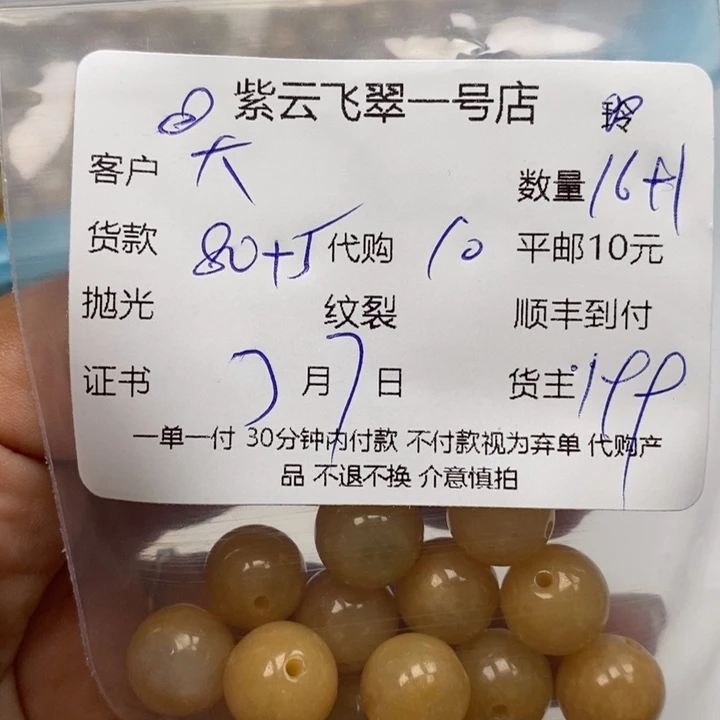 紫云飞翠一号店
客户 大 数量 16+1
货款 80+5 代购 10 平邮10元
抛光 纹裂 顺丰到付
证书 月7日 货主 199
一单一付 30分钟内付款 不付款视为弃单 代购产
品 不退不换 介意慎拍